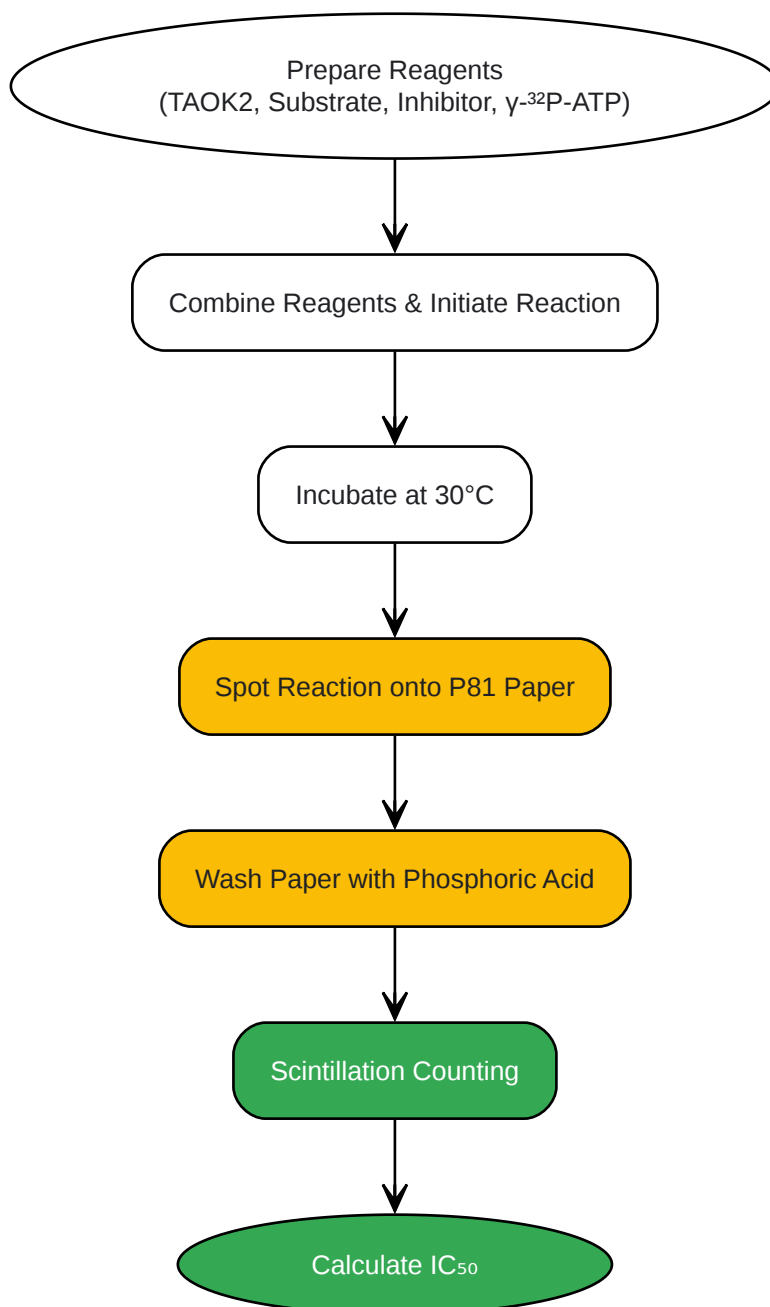 Prepare Reagents
(TAOK2, Substrate, Inhibitor, γ-³²P-ATP)
Combine Reagents & Initiate Reaction
Incubate at 30°C
Spot Reaction onto P81 Paper
Wash Paper with Phosphoric Acid
Scintillation Counting
Calculate IC₅₀